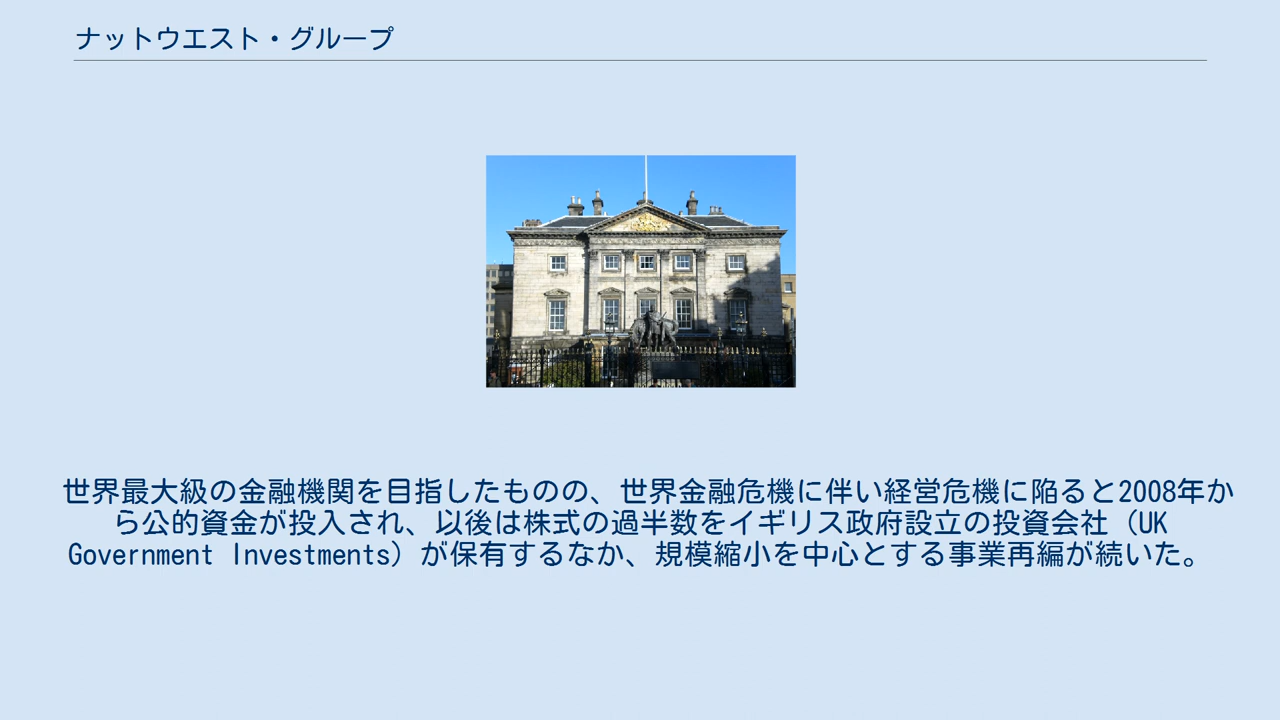 ナットウエスト・グループ
世界最大級の金融機関を目指したものの、世界金融危機に伴い経営危機に陥ると2008年か
ら公的資金が投入され、以後は株式の過半数をイギリス政府設立の投資会社（UK
Government Investments）が保有するなか、規模縮小を中心とする事業再編が続いた。